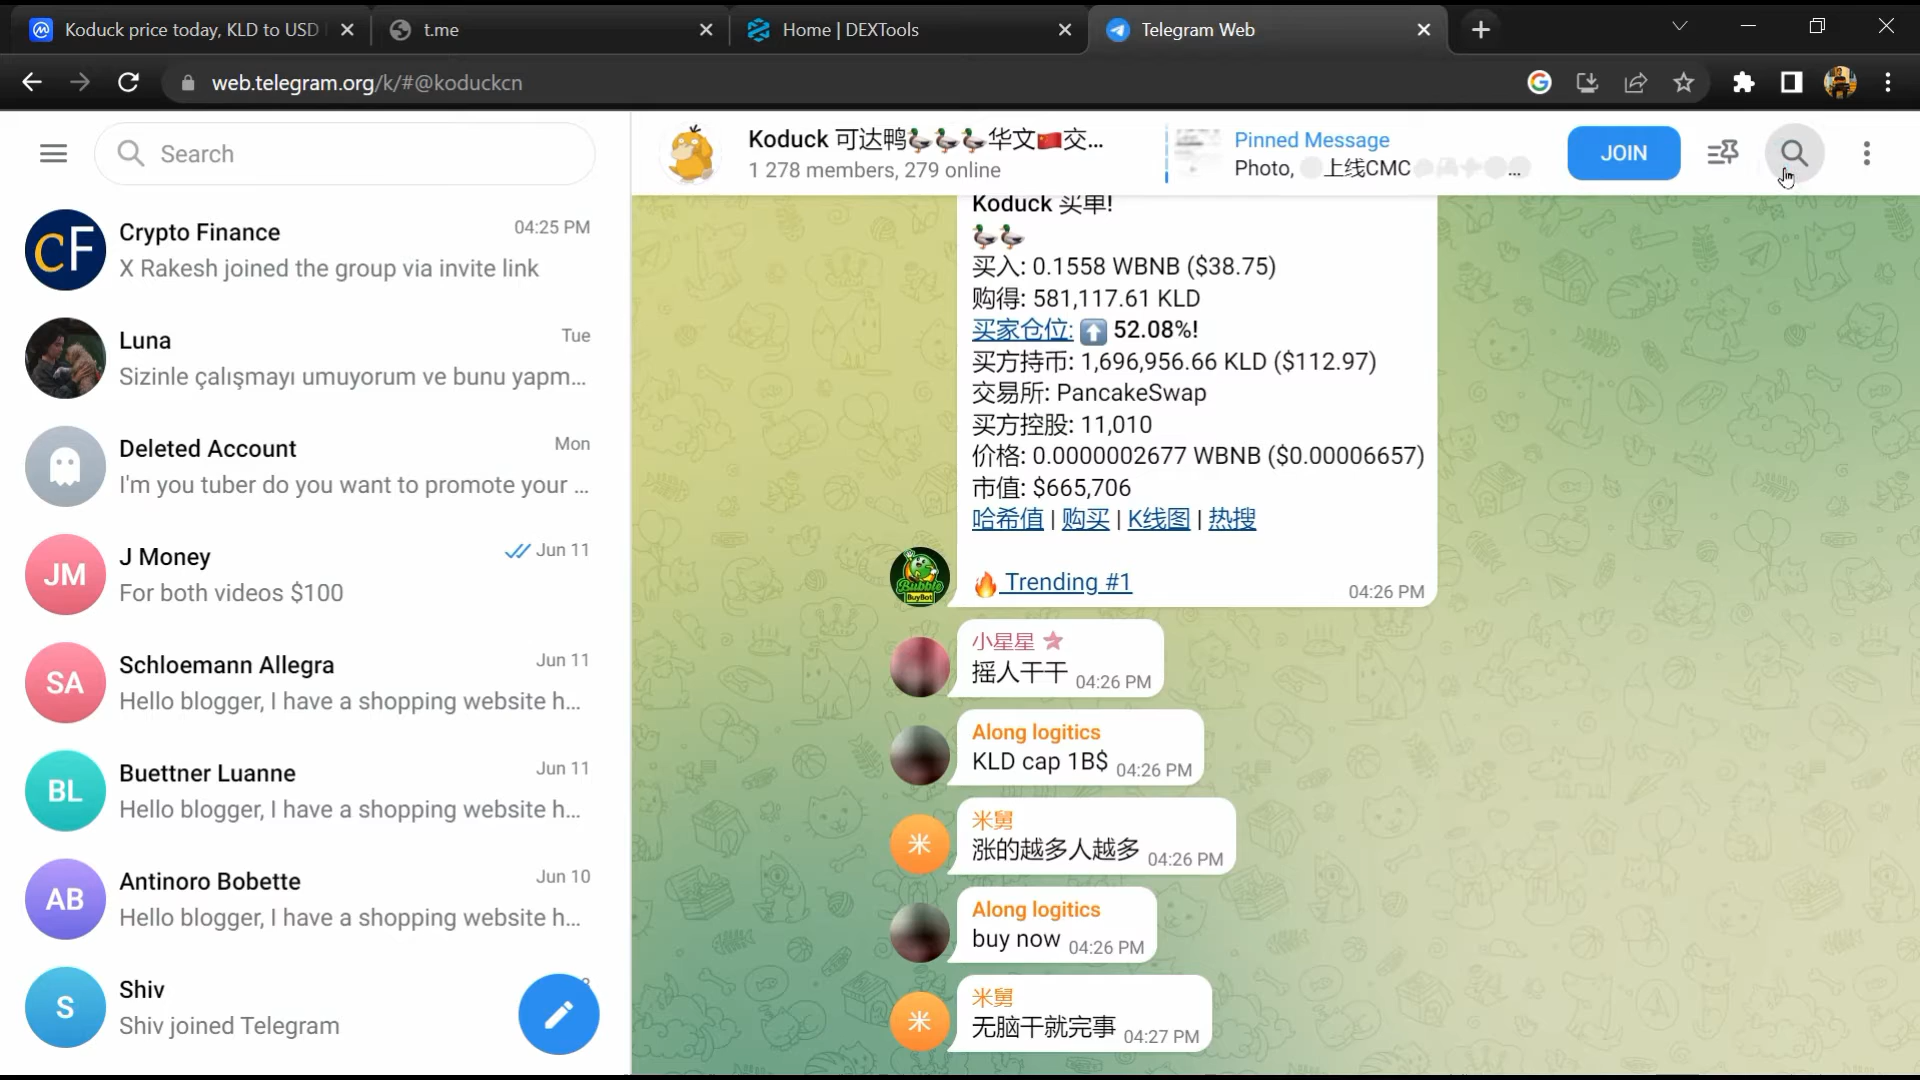 Koduck price today, KLD to USD
t.me
Home | DEXTools
Telegram Web
web.telegram.org/k/#@koduckcn
Search
Crypto Finance 04:25 PM
X Rakesh joined the group via invite link
Luna Tue
Sizinle çalışmayı umuyorum ve bunu yapm...
Deleted Account Mon
I'm you tuber do you want to promote your ...
JM
J Money Jun 11
For both videos $100
SA
Schloemann Allegra Jun 11
Hello blogger, I have a shopping website h...
BL
Buettner Luanne Jun 11
Hello blogger, I have a shopping website h...
AB
Antinoro Bobette Jun 10
Hello blogger, I have a shopping website h...
S
Shiv
Shiv joined Telegram
Koduck 可达鸭🦆🦆🦆华文🇨🇳交...
1 278 members, 279 online
Pinned Message
Photo, 上线CMC ...
JOIN
Koduck 买单!
🦆🦆
买入: 0.1558 WBNB ($38.75)
购得: 581,117.61 KLD
买家仓位: ⬆️ 52.08%!
买方持币: 1,696,956.66 KLD ($112.97)
交易所: PancakeSwap
买方控股: 11,010
价格: 0.0000002677 WBNB ($0.00006657)
市值: $665,706
哈希值 | 购买 | K线图 | 热搜
🔥 Trending #1 04:26 PM
Bubble
BuyBot
小星星
摇人干干 04:26 PM
Along logitics
KLD cap 1B$ 04:26 PM
米
米舅
涨的越多人越多 04:26 PM
Along logitics
buy now 04:26 PM
米
米舅
无脑干就完事 04:27 PM